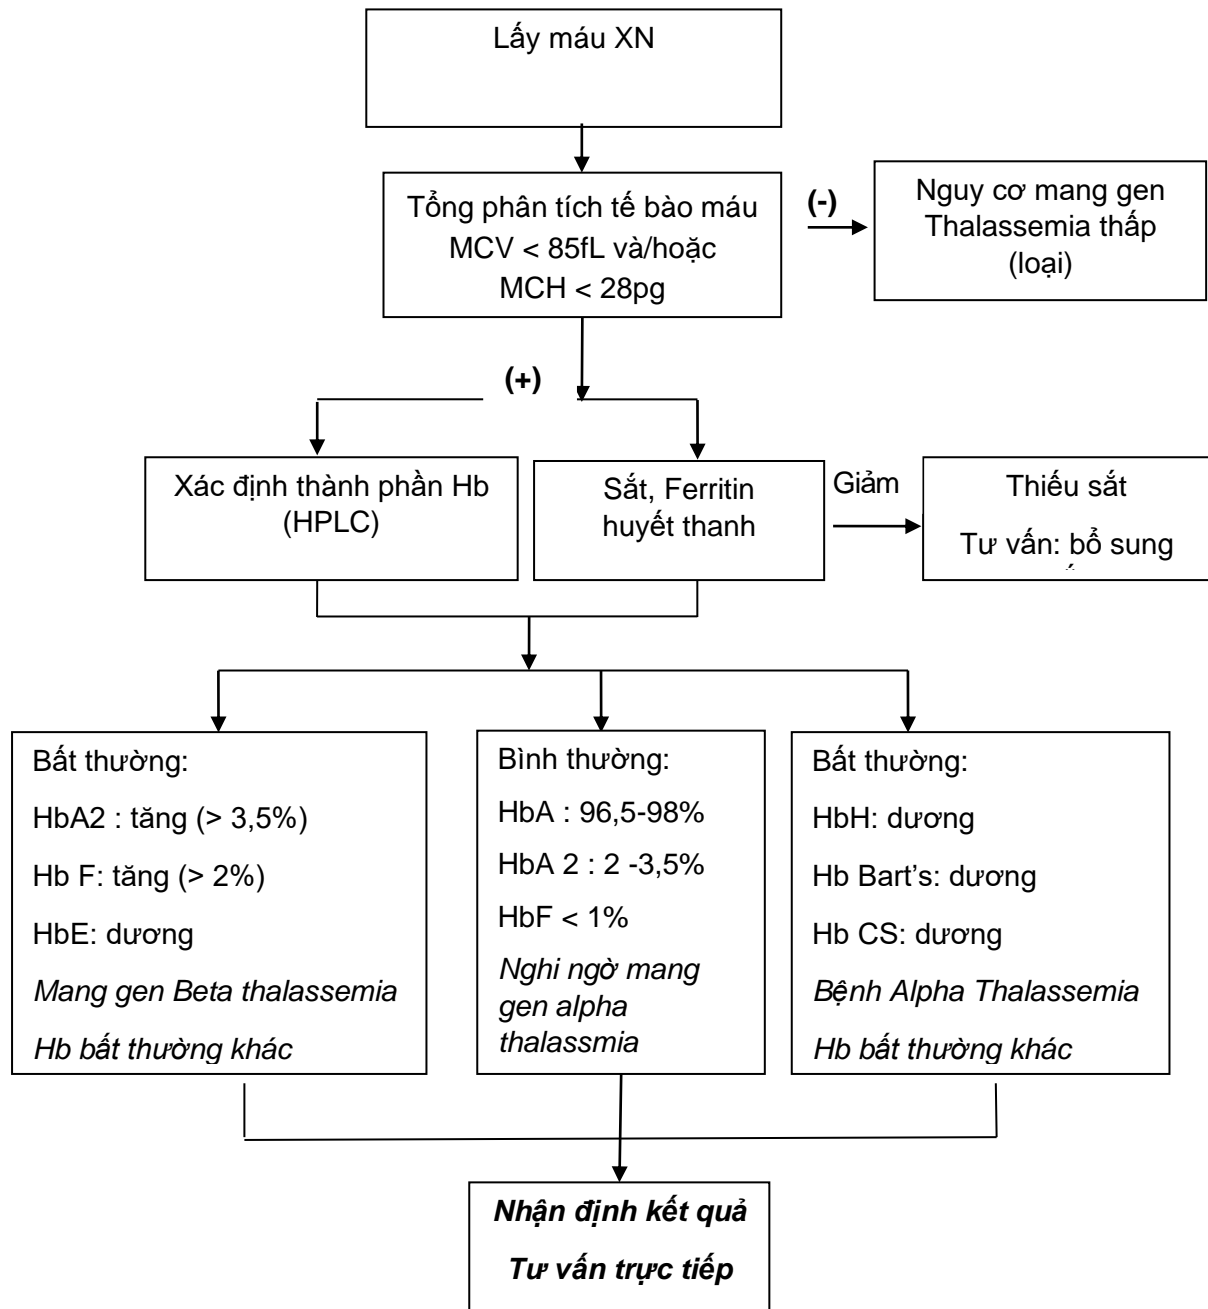 Lấy máu XN
Tổng phân tích tế bào máu
MCV < 85fL và/hoặc
MCH < 28pg
(-)
Nguy cơ mang gen
Thalassemia thấp
(loại)
(+)
Xác định thành phần Hb
(HPLC)
Sắt, Ferritin
huyết thanh
Giảm
Thiếu sắt
Tư vấn: bổ sung
Bất thường:
HbA2 : tăng (> 3,5%)
Hb F: tăng (> 2%)
HbE: dương
Mang gen Beta thalassemia
Hb bất thường khác
Bình thường:
HbA : 96,5-98%
HbA 2 : 2 -3,5%
HbF < 1%
Nghi ngờ mang
gen alpha
thalassmia
Bất thường:
HbH: dương
Hb Bart's: dương
Hb CS: dương
Bệnh Alpha Thalassemia
Hb bất thường khác
Nhận định kết quả
Tư vấn trực tiếp